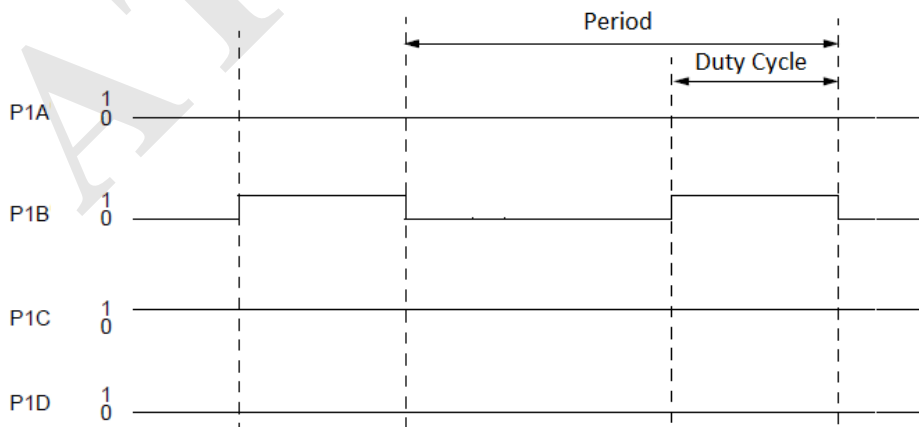 Period
Duty Cycle
P1A 1 0
P1B 1 0
P1C 1 0
P1D 1 0